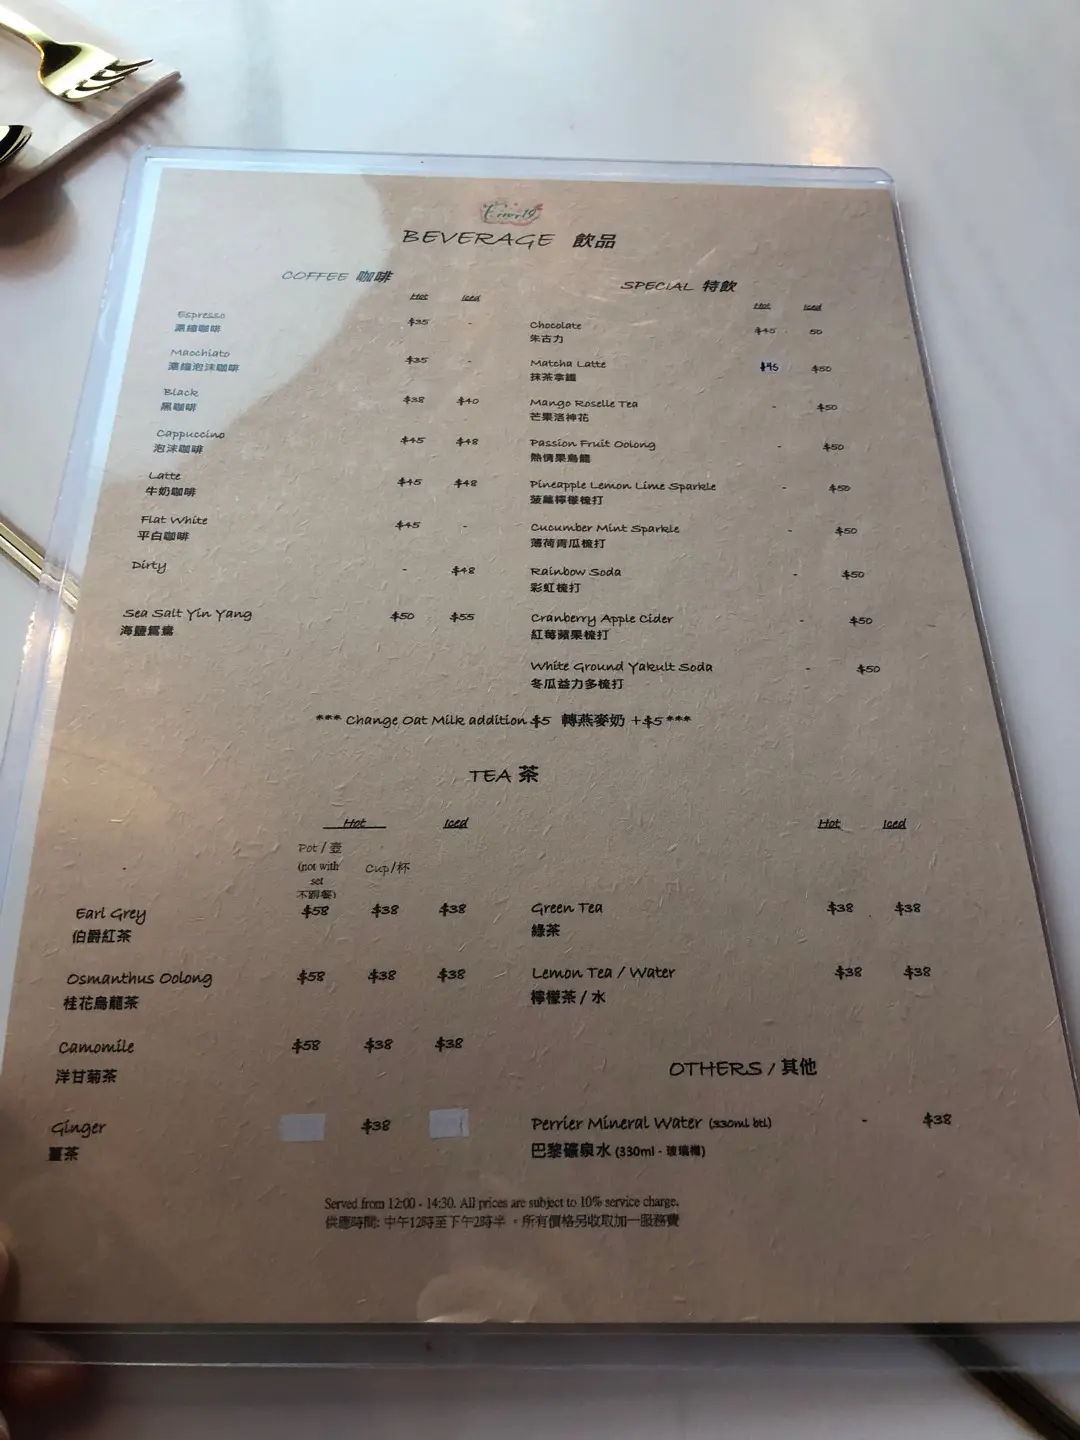 BEVERAGE 飲品
COFFEE 咖啡
Hot Iced
Espresso $35 -
濃縮咖啡
Macchiato $35 -
濃縮泡沫咖啡
Black $38 $40
黑咖啡
Cappuccino $45 $48
泡沫咖啡
Latte $45 $48
牛奶咖啡
Flat White $45 -
平白咖啡
Dirty - $48
Sea Salt Yin Yang $50 $55
海鹽鴛鴦
SPECIAL 特飲
Hot Iced
Chocolate $45 50
朱古力
Matcha Latte $45 $50
抹茶拿鐵
Mango Roselle Tea - $50
芒果洛神花
Passion Fruit Oolong - $50
熱情果烏龍
Pineapple Lemon Lime Sparkle - $50
菠蘿檸檬梳打
Cucumber Mint Sparkle - $50
薄荷青瓜梳打
Rainbow Soda - $50
彩虹梳打
Cranberry Apple Cider - $50
紅莓蘋果梳打
White Ground Yakult Soda - $50
冬瓜益力多梳打
*** Change Oat Milk addition $5 轉燕麥奶 +$5 ***
TEA 茶
Hot Iced
Pot / 壺 Cup/杯
(not with
set
不跟餐)
Earl Grey $58 $38 $38
伯爵紅茶
Osmanthus Oolong $58 $38 $38
桂花烏龍茶
Camomile $58 $38 $38
洋甘菊茶
Ginger $38
薑茶
Hot Iced
Green Tea $38 $38
綠茶
Lemon Tea / Water $38 $38
檸檬茶 / 水
OTHERS / 其他
Perrier Mineral Water (330ml btl) - $38
巴黎礦泉水 (330ml - 玻璃樽)
Served from 12:00 - 14:30. All prices are subject to 10% service charge.
供應時間: 中午12時至下午2時半，所有價格另收取加一服務費